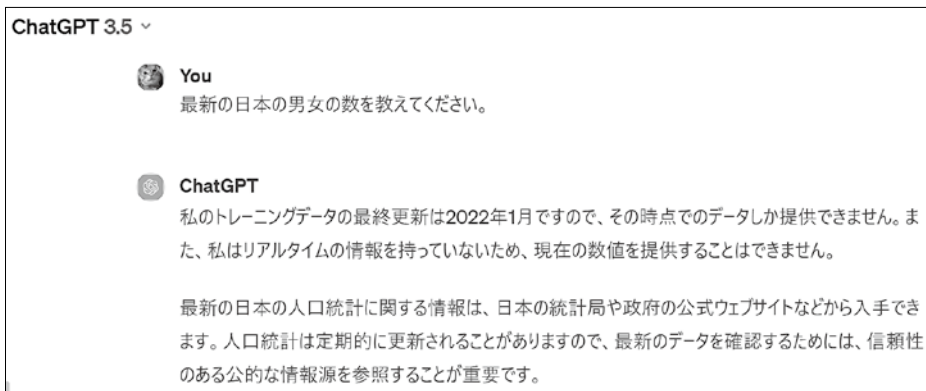 ChatGPT 3.5
You
最新の日本の男女の数を教えてください。
ChatGPT
私のトレーニングデータの最終更新は2022年1月ですので、その時点でのデータしか提供できません。ま
た、私はリアルタイムの情報を持っていないため、現在の数値を提供することはできません。
最新の日本の人口統計に関する情報は、日本の統計局や政府の公式ウェブサイトなどから入手でき
ます。人口統計は定期的に更新されることがありますので、最新のデータを確認するためには、信頼性
のある公的な情報源を参照することが重要です。